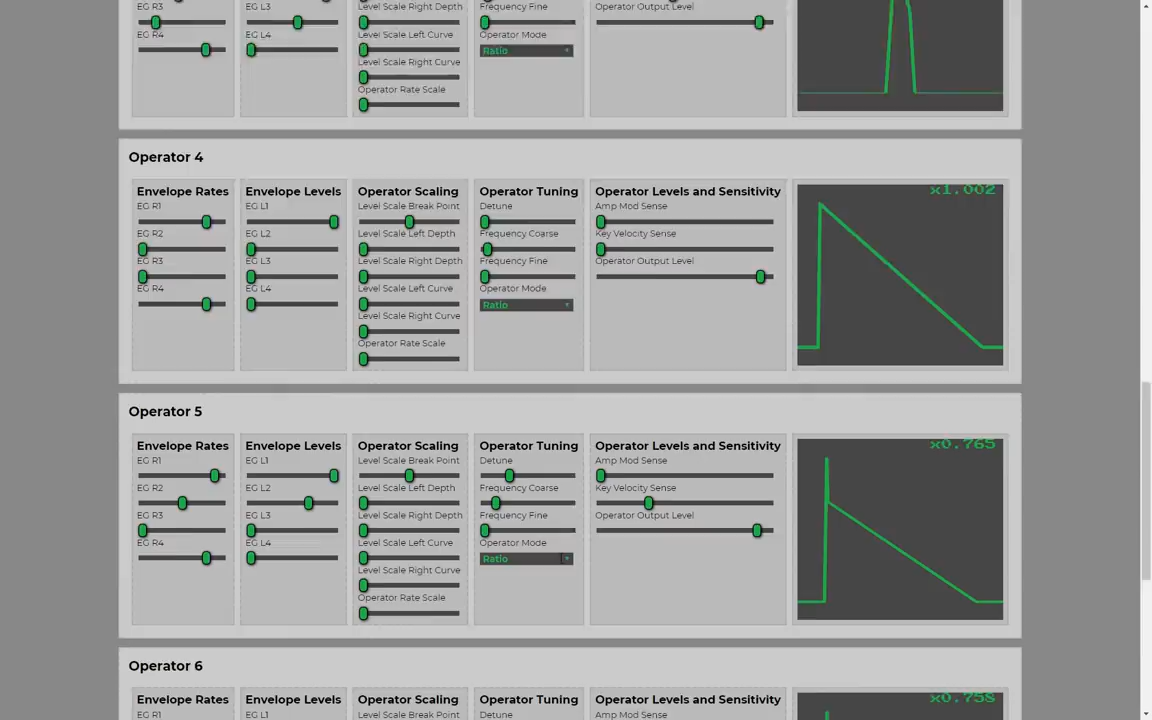 EG R3
EG L3
Level Scale Right Depth
Frequency Fine
Operator Output Level
EG R4
EG L4
Level Scale Left Curve
Operator Mode
Ratio
Level Scale Right Curve
Operator Rate Scale
Operator 4
Envelope Rates
Envelope Levels
Operator Scaling
Operator Tuning
Operator Levels and Sensitivity
x1.002
EG R1
EG L1
Level Scale Break Point
Detune
Amp Mod Sense
EG R2
EG L2
Level Scale Left Depth
Frequency Coarse
Key Velocity Sense
EG R3
EG L3
Level Scale Right Depth
Frequency Fine
Operator Output Level
EG R4
EG L4
Level Scale Left Curve
Operator Mode
Ratio
Level Scale Right Curve
Operator Rate Scale
Operator 5
Envelope Rates
Envelope Levels
Operator Scaling
Operator Tuning
Operator Levels and Sensitivity
x0.765
EG R1
EG L1
Level Scale Break Point
Detune
Amp Mod Sense
EG R2
EG L2
Level Scale Left Depth
Frequency Coarse
Key Velocity Sense
EG R3
EG L3
Level Scale Right Depth
Frequency Fine
Operator Output Level
EG R4
EG L4
Level Scale Left Curve
Operator Mode
Ratio
Level Scale Right Curve
Operator Rate Scale
Operator 6
Envelope Rates
Envelope Levels
Operator Scaling
Operator Tuning
Operator Levels and Sensitivity
x0.758
EG R1
EG L1
Level Scale Break Point
Detune
Amp Mod Sense